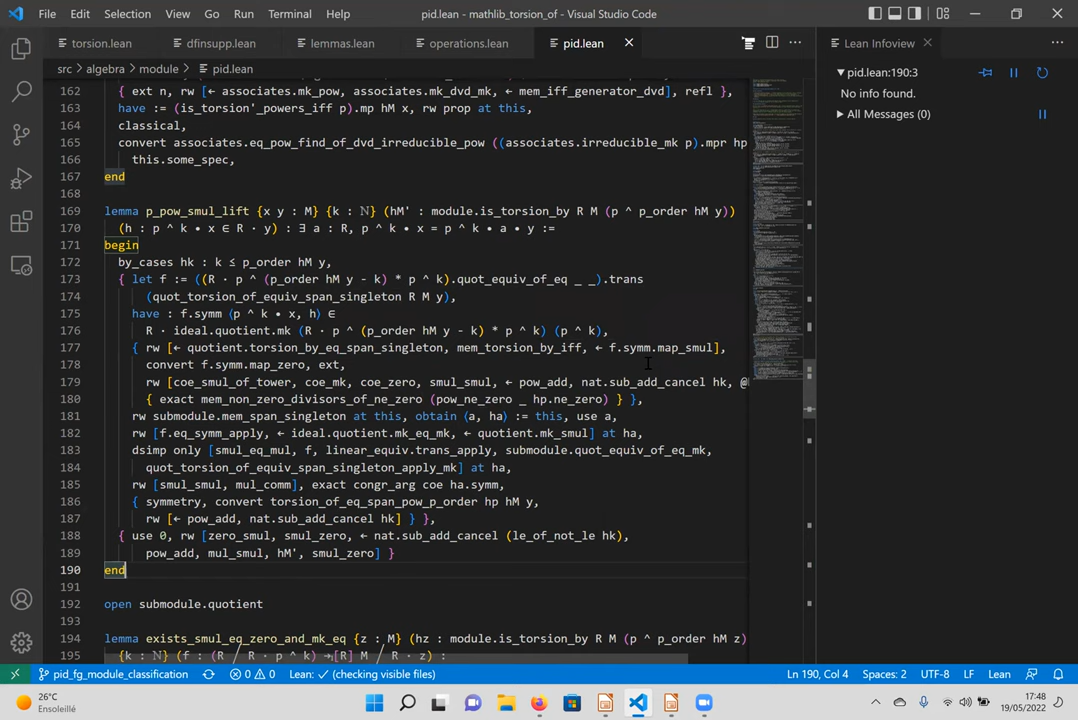 File Edit Selection View Go Run Terminal Help pid.lean - mathlib_torsion_of - Visual Studio Code
torsion.lean dfinsupp.lean lemmas.lean operations.lean pid.lean Lean Infoview
src > algebra > module > pid.lean
pid.lean:190:3
No info found.
All Messages (0)
162 { ext n, rw [← associates.mk_pow, associates.mk_dvd_mk, ← mem_iff_generator_dvd], refl },
163 have := (is_torsion'_powers_iff p).mp hM x, rw prop at this,
164 classical,
165 convert associates.eq_pow_find_of_dvd_irreducible_pow ((associates.irreducible_mk p).mpr hp
166 this.some_spec,
167 end
168
169 lemma p_pow_smul_lift {x y : M} {k : ℕ} (hM' : module.is_torsion_by R M (p ^ p_order hM y))
170 (h : p ^ k • x ∈ R ∙ y) : ∃ a : R, p ^ k • x = p ^ k • a • y :=
171 begin
172 by_cases hk : k ≤ p_order hM y,
173 { let f := ((R ∙ p ^ (p_order hM y - k) * p ^ k).quot_equiv_of_eq _ _).trans
174 (quot_torsion_of_equiv_span_singleton R M y),
175 have : f.symm ⟨p ^ k • x, h⟩ ∈
176 R ∙ ideal.quotient.mk (R ∙ p ^ (p_order hM y - k) * p ^ k) (p ^ k),
177 { rw [← quotient.torsion_by_eq_span_singleton, mem_torsion_by_iff, ← f.symm.map_smul],
178 convert f.symm.map_zero, ext,
179 rw [coe_smul_of_tower, coe_mk, coe_zero, smul_smul, ← pow_add, nat.sub_add_cancel hk, @
180 { exact mem_non_zero_divisors_of_ne_zero (pow_ne_zero _ hp.ne_zero) } },
181 rw submodule.mem_span_singleton at this, obtain ⟨a, ha⟩ := this, use a,
182 rw [f.eq_symm_apply, ← ideal.quotient.mk_eq_mk, ← quotient.mk_smul] at ha,
183 dsimp only [smul_eq_mul, f, linear_equiv.trans_apply, submodule.quot_equiv_of_eq_mk,
184 quot_torsion_of_equiv_span_singleton_apply_mk] at ha,
185 rw [smul_smul, mul_comm], exact congr_arg coe ha.symm,
186 { symmetry, convert torsion_of_eq_span_pow_p_order hp hM y,
187 rw [← pow_add, nat.sub_add_cancel hk] } },
188 { use 0, rw [zero_smul, smul_zero, ← nat.sub_add_cancel (le_of_not_le hk),
189 pow_add, mul_smul, hM', smul_zero] }
190 end
191
192 open submodule.quotient
193
194 lemma exists_smul_eq_zero_and_mk_eq {z : M} (hz : module.is_torsion_by R M (p ^ p_order hM z)
195 {k : ℕ} (f : (R ⧸ R ∙ p ^ k) →ₗ[R] M ⧸ R ∙ z) :
pid_fg_module_classification 0 0 Lean: ✓ (checking visible files) Ln 190, Col 4 Spaces: 2 UTF-8 LF Lean
26°C
Ensoleillé
17:48
19/05/2022